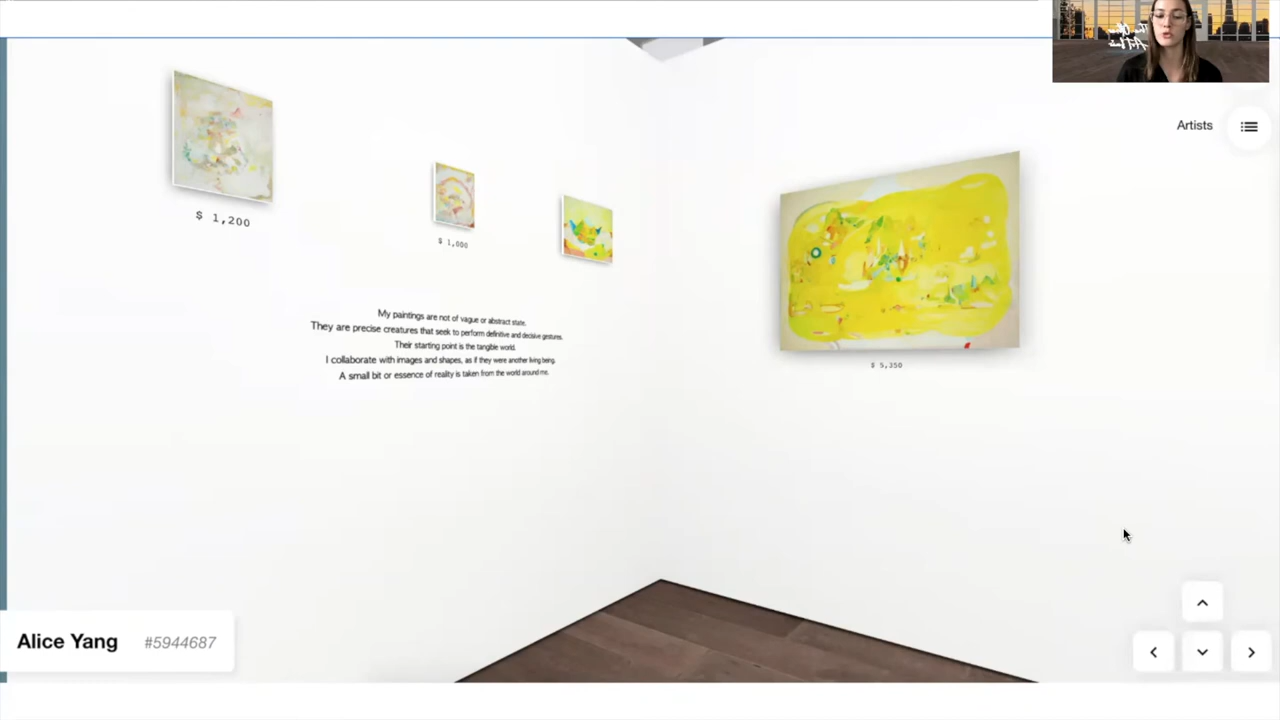 Artists
$ 1,200
$ 1,000
My paintings are not of vague or abstract state.
They are precise creatures that seek to perform definitive and decisive gestures.
Their starting point is the tangible world.
I collaborate with images and shapes, as if they were another living being.
A small bit or essence of reality is taken from the world around me.
$ 5,350
Alice Yang #5944687